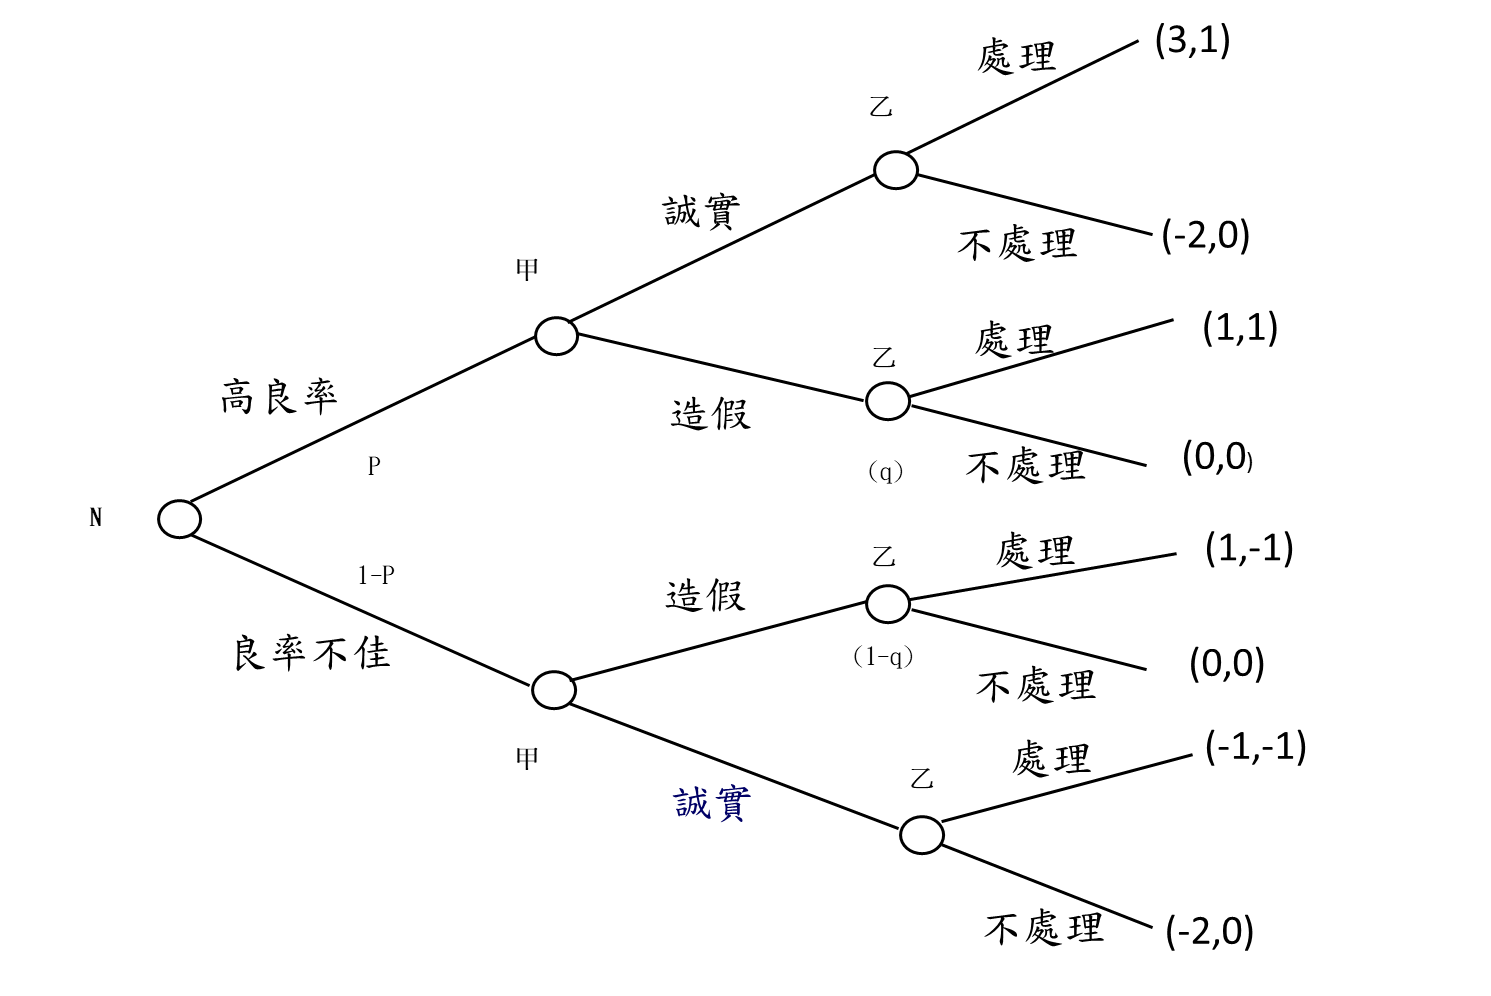 (3,1)
處理
乙
不處理
(-2,0)
誠實
甲
處理
(1,1)
乙
造假
(q)
不處理
(0,0)
高良率
P
N
1-P
良率不佳
處理
(1,-1)
乙
造假
(1-q)
不處理
(0,0)
甲
誠實
處理
(-1,-1)
乙
不處理
(-2,0)